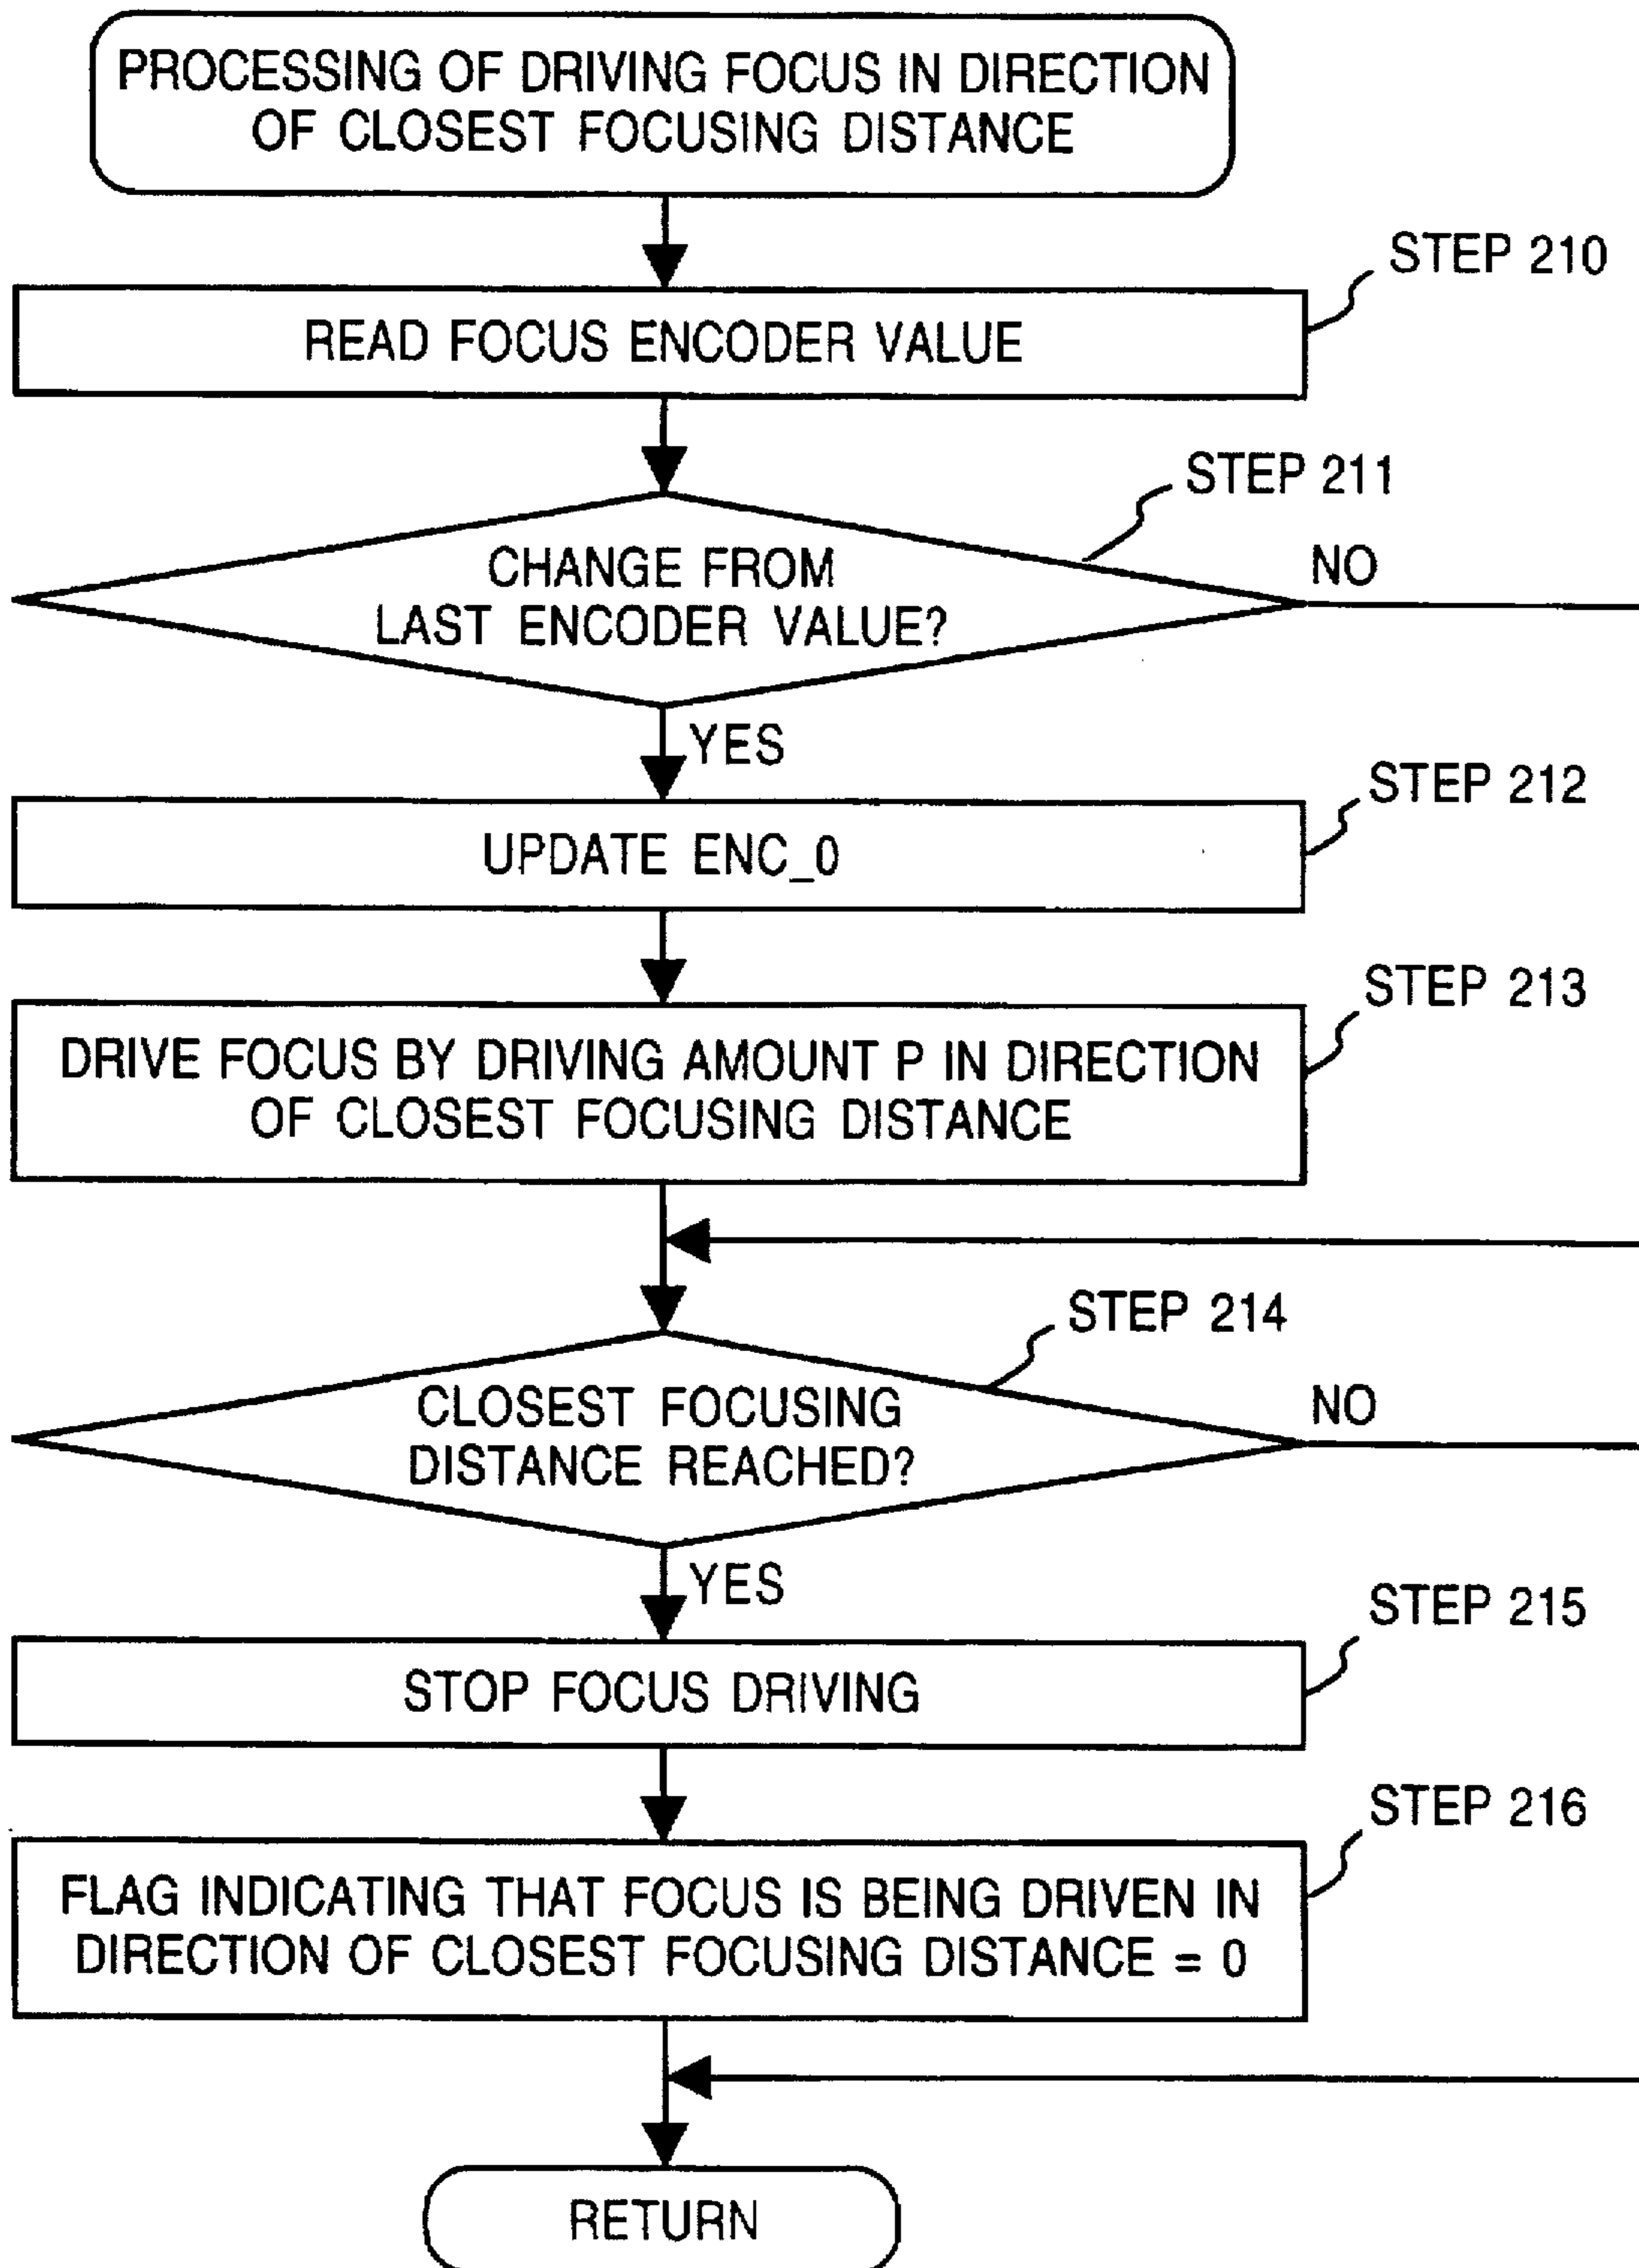 PROCESSING OF DRIVING FOCUS IN DIRECTION
OF CLOSEST FOCUSING DISTANCE
STEP 210
READ FOCUS ENCODER VALUE
STEP 211
CHANGE FROM
LAST ENCODER VALUE?
NO
YES
STEP 212
UPDATE ENC_0
STEP 213
DRIVE FOCUS BY DRIVING AMOUNT P IN DIRECTION
OF CLOSEST FOCUSING DISTANCE
STEP 214
CLOSEST FOCUSING
DISTANCE REACHED?
NO
YES
STEP 215
STOP FOCUS DRIVING
STEP 216
FLAG INDICATING THAT FOCUS IS BEING DRIVEN IN
DIRECTION OF CLOSEST FOCUSING DISTANCE = 0
RETURN